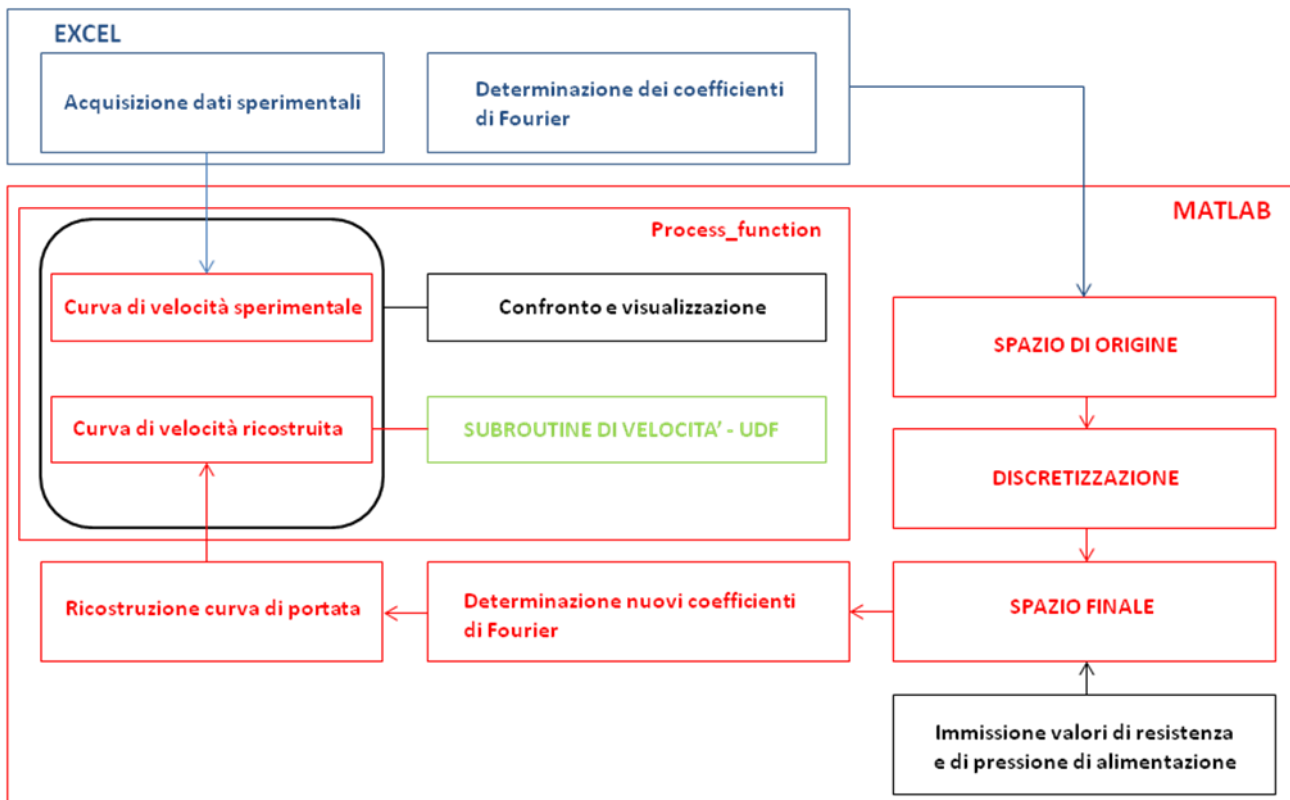 EXCEL
Acquisizione dati sperimentali
Determinazione dei coefficienti
di Fourier
MATLAB
Process_function
Curva di velocità sperimentale
Confronto e visualizzazione
SPAZIO DI ORIGINE
Curva di velocità ricostruita
SUBROUTINE DI VELOCITA’ - UDF
DISCRETIZZAZIONE
Ricostruzione curva di portata
Determinazione nuovi coefficienti
di Fourier
SPAZIO FINALE
Immissione valori di resistenza
e di pressione di alimentazione